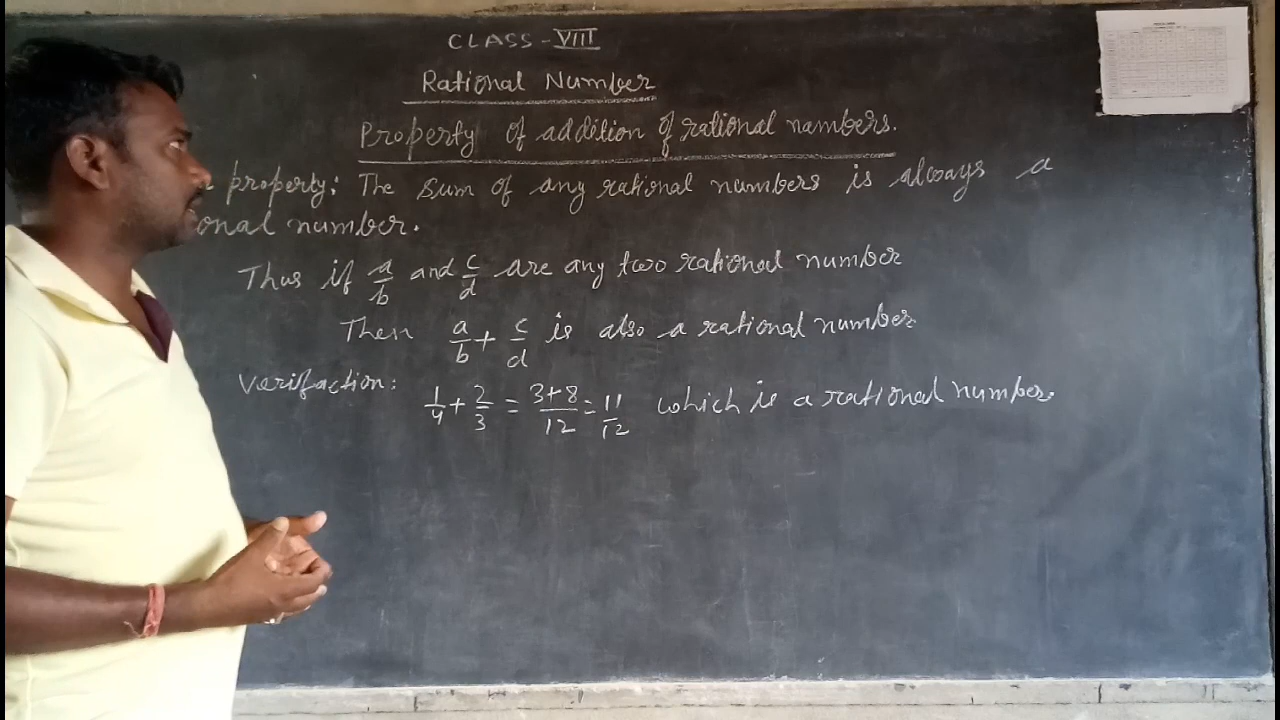 CLASS - VIII
Rational Number
Property of addition of rational numbers.
property: The sum of any rational numbers is always a
onal number.
Thus if a/b and c/d are any two rational number
Then a/b + c/d is also a rational number
Verifaction:
1/4 + 2/3 = 3+8/12 = 11/12 which is a rational number.